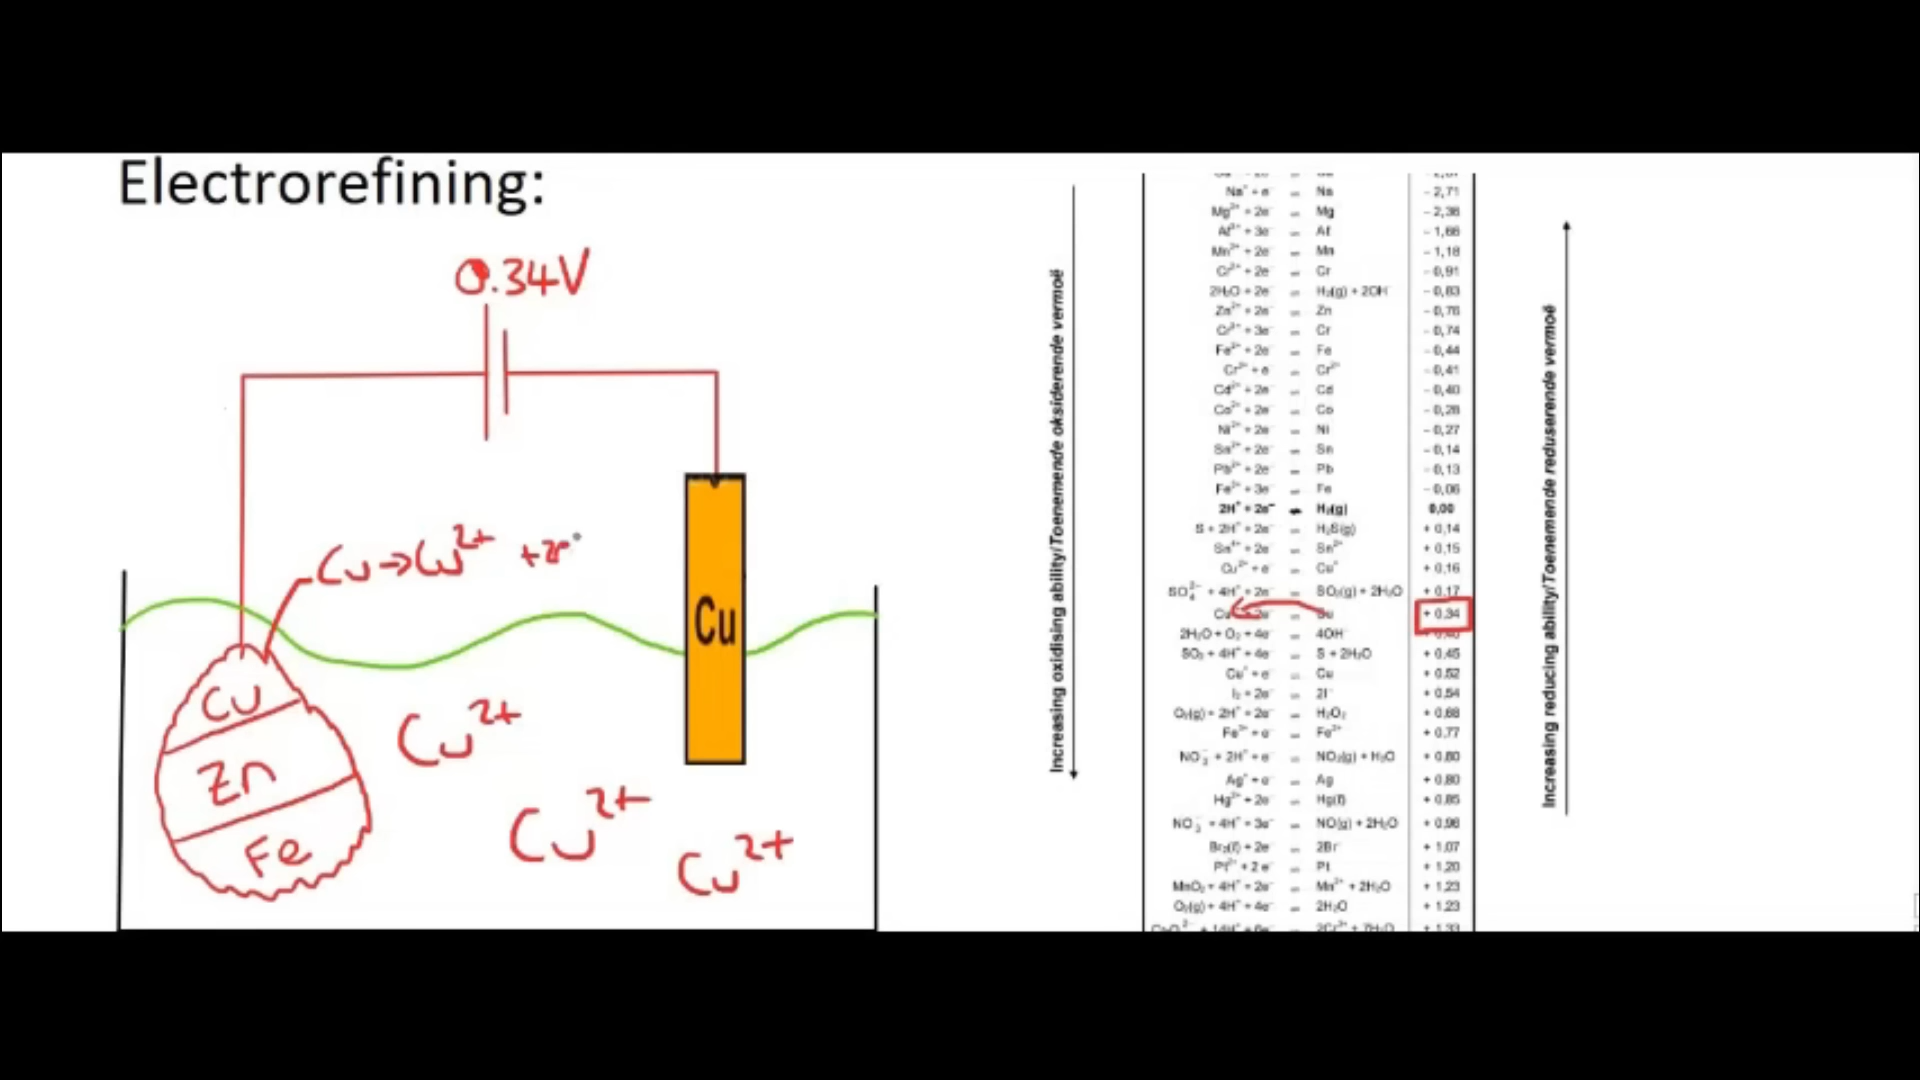 Electrorefining:
0.34V
Cu→Cu²⁺ +2e⁻
Cu
Cu
Zn
Fe
Cu²⁺
Cu²⁺
Cu²⁺
Increasing oxidising ability/Toenemende oksiderende vermoë
Na⁺ + e⁻ ⇌ Na – 2,71
Mg²⁺ + 2e⁻ ⇌ Mg – 2,36
Aℓ³⁺ + 3e⁻ ⇌ Aℓ – 1,66
Mn²⁺ + 2e⁻ ⇌ Mn – 1,18
Cr²⁺ + 2e⁻ ⇌ Cr – 0,91
2H₂O + 2e⁻ ⇌ H₂(g) + 2OH⁻ – 0,83
Zn²⁺ + 2e⁻ ⇌ Zn – 0,76
Cr³⁺ + 3e⁻ ⇌ Cr – 0,74
Fe²⁺ + 2e⁻ ⇌ Fe – 0,44
Cr³⁺ + e⁻ ⇌ Cr²⁺ – 0,41
Cd²⁺ + 2e⁻ ⇌ Cd – 0,40
Co²⁺ + 2e⁻ ⇌ Co – 0,28
Ni²⁺ + 2e⁻ ⇌ Ni – 0,27
Sn²⁺ + 2e⁻ ⇌ Sn – 0,14
Pb²⁺ + 2e⁻ ⇌ Pb – 0,13
Fe³⁺ + 3e⁻ ⇌ Fe – 0,06
2H⁺ + 2e⁻ ⇌ H₂(g) 0,00
S + 2H⁺ + 2e⁻ ⇌ H₂S(g) + 0,14
Sn⁴⁺ + 2e⁻ ⇌ Sn²⁺ + 0,15
Cu²⁺ + e⁻ ⇌ Cu⁺ + 0,16
SO₄²⁻ + 4H⁺ + 2e⁻ ⇌ SO₂(g) + 2H₂O + 0,17
Cu + 2e⁻ ⇌ Cu + 0,34
2H₂O + O₂ + 4e⁻ ⇌ 4OH⁻ + 0,40
SO₂ + 4H⁺ + 4e⁻ ⇌ S + 2H₂O + 0,45
Cu⁺ + e⁻ ⇌ Cu + 0,52
I₂ + 2e⁻ ⇌ 2I⁻ + 0,54
O₂(g) + 2H⁺ + 2e⁻ ⇌ H₂O₂ + 0,68
Fe³⁺ + e⁻ ⇌ Fe²⁺ + 0,77
NO₃⁻ + 2H⁺ + e⁻ ⇌ NO₂(g) + H₂O + 0,80
Ag⁺ + e⁻ ⇌ Ag + 0,80
Hg²⁺ + 2e⁻ ⇌ Hg(ℓ) + 0,85
NO₃⁻ + 4H⁺ + 3e⁻ ⇌ NO(g) + 2H₂O + 0,96
Br₂(ℓ) + 2e⁻ ⇌ 2Br⁻ + 1,07
Pt²⁺ + 2 e⁻ ⇌ Pt + 1,20
MnO₂ + 4H⁺ + 2e⁻ ⇌ Mn²⁺ + 2H₂O + 1,23
O₂(g) + 4H⁺ + 4e⁻ ⇌ 2H₂O + 1,23
Increasing reducing ability/Toenemende reduserende vermoë